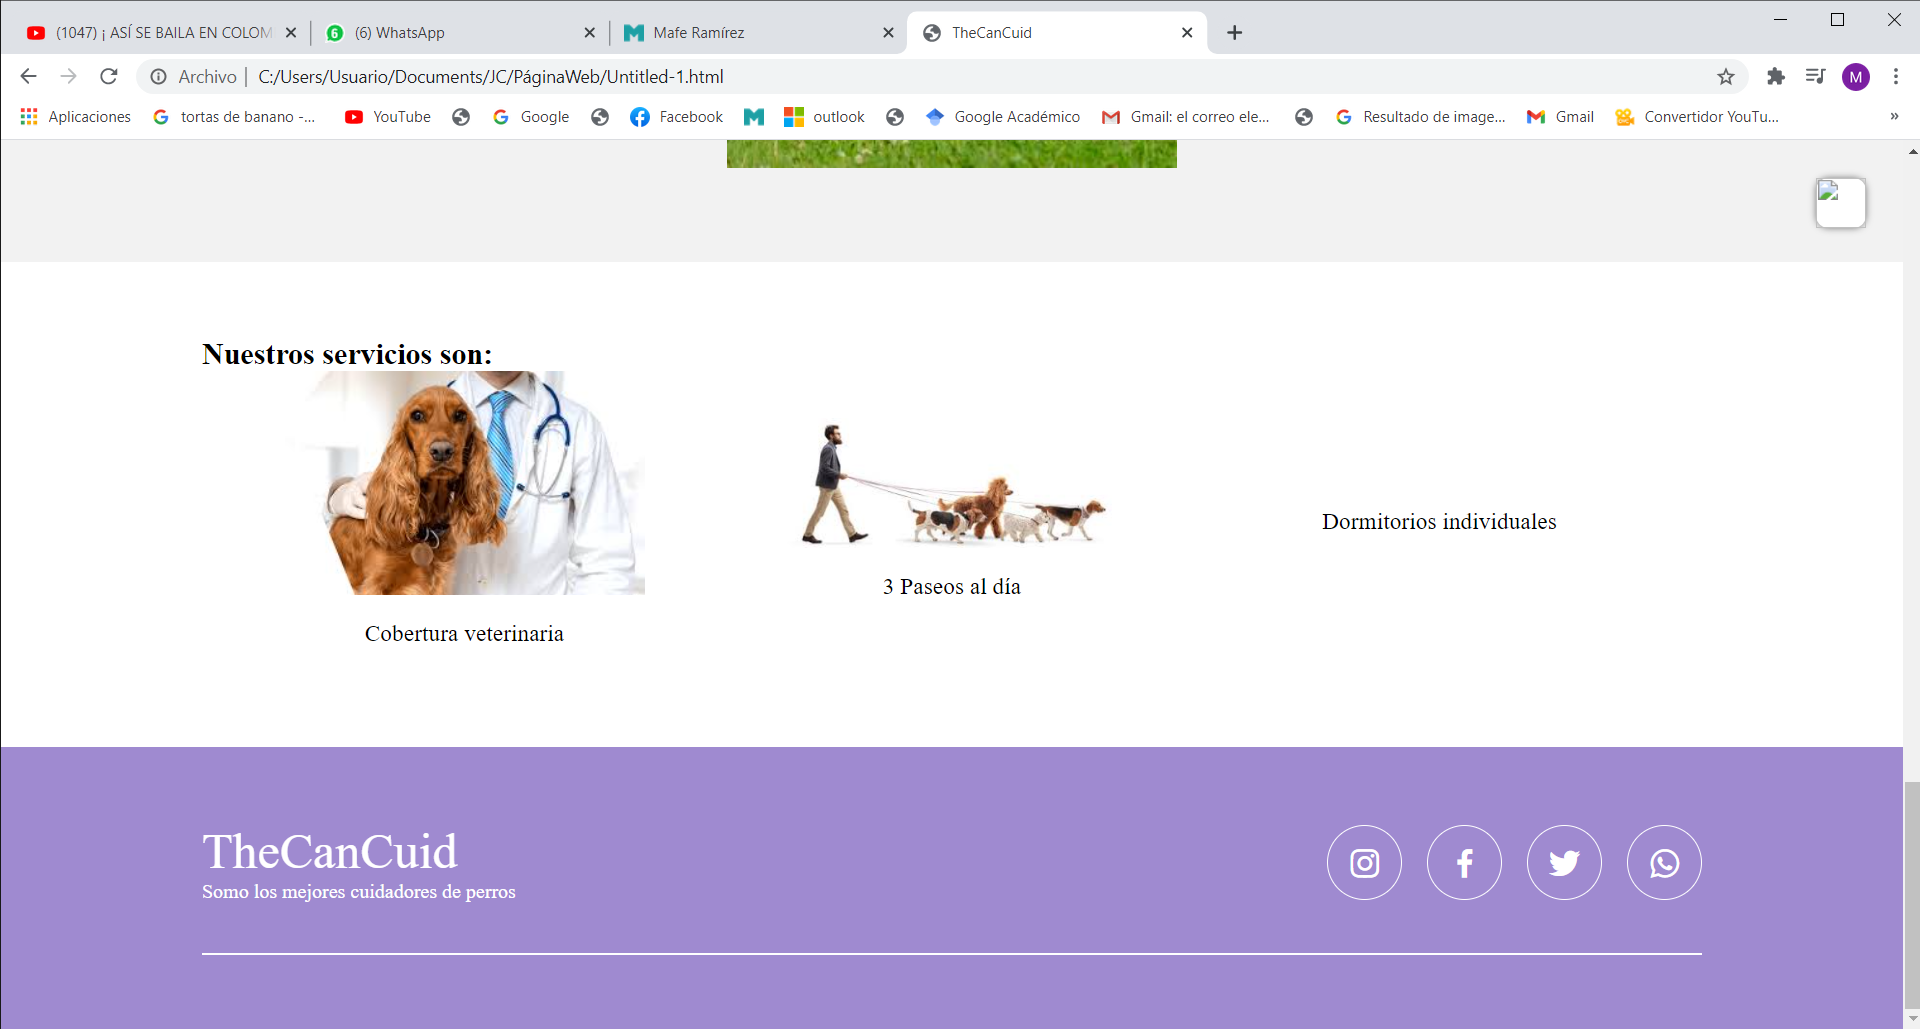 (1047) ¡ ASÍ SE BAILA EN COLOM
6 (6) WhatsApp
Mafe Ramírez
TheCanCuid
Archivo | C:/Users/Usuario/Documents/JC/PáginaWeb/Untitled-1.html
M
Aplicaciones
tortas de banano -...
YouTube
Google
Facebook
outlook
Google Académico
Gmail: el correo ele...
Resultado de image...
Gmail
Convertidor YouTu...
»
Nuestros servicios son:
Dormitorios individuales
3 Paseos al día
Cobertura veterinaria
TheCanCuid
Somo los mejores cuidadores de perros